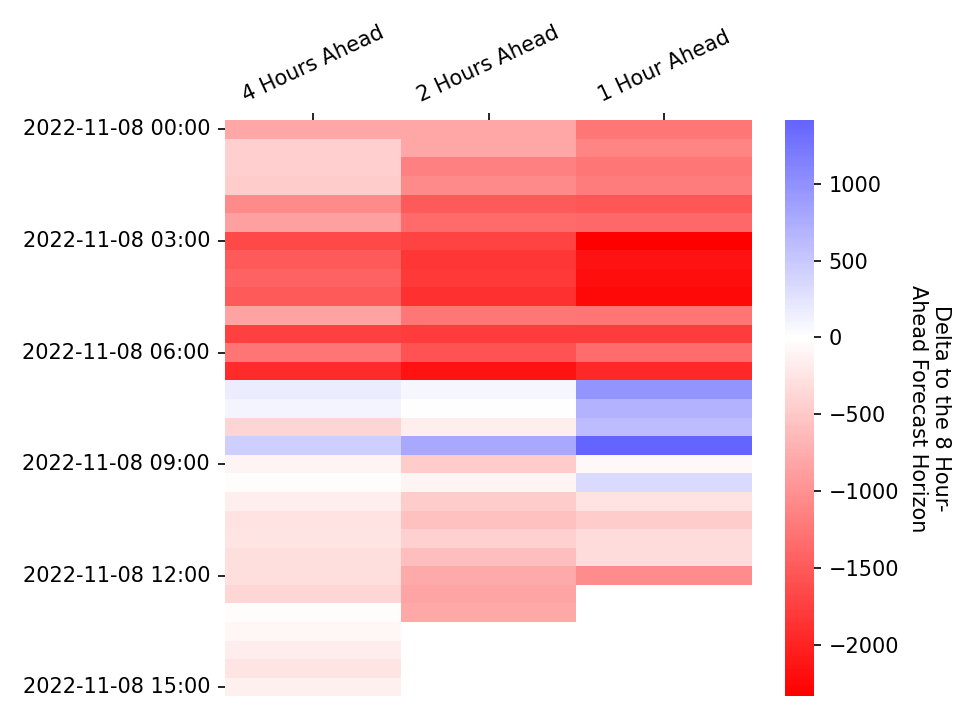 4 Hours Ahead
2 Hours Ahead
1 Hour Ahead
2022-11-08 00:00
2022-11-08 03:00
2022-11-08 06:00
2022-11-08 09:00
2022-11-08 12:00
2022-11-08 15:00
1000
500
0
−500
−1000
−1500
−2000
Delta to the 8 Hour-
Ahead Forecast Horizon